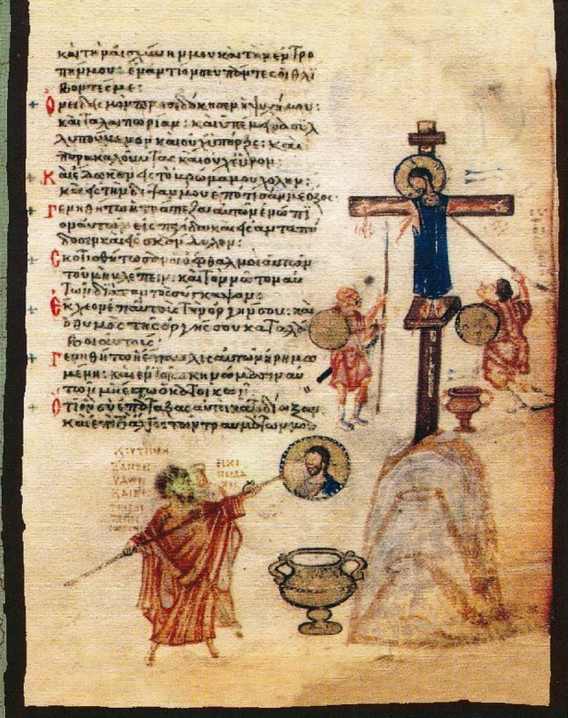 καὶ τὴν αἰσχύνην μου καὶ τὴν ἐντρο
πήν μου: ἐναντίον σου πάντες οἱ θλί
βοντές με:
Ὀνειδισμὸν προσεδόκησεν ἡ ψυχή μου:
καὶ ταλαιπωρίαν: καὶ ὑπέμεινα συλ
λυπούμενον καὶ οὐχ ὑπῆρξε: καὶ
παρακαλοῦντας καὶ οὐχ εὗρον:
Καὶ ἔδωκαν εἰς τὸ βρῶμά μου χολήν:
καὶ εἰς τὴν δίψαν μου ἐπότισάν με ὄξος:
Γενηθήτω ἡ τράπεζα αὐτῶν ἐνώπι
ον αὐτῶν εἰς παγίδα καὶ εἰς ἀνταπό
δοσιν καὶ εἰς σκάνδαλον:
Σκοτισθήτωσαν οἱ ὀφθαλμοὶ αὐτῶν
τοῦ μὴ βλέπειν: καὶ τὸν νῶτον αὐ
τῶν διαπαντὸς σύγκαμψον:
Ἔκχεον ἐπ' αὐτοὺς τὴν ὀργήν σου: καὶ
ὁ θυμὸς τῆς ὀργῆς σου καταλά
βοι αὐτούς:
Γενηθήτω ἡ ἔπαυλις αὐτῶν ἠρημω
μένη: καὶ ἐν τοῖς σκηνώμασιν αὐ
τῶν μὴ ἔστω ὁ κατοικῶν:
Ὅτι ὃν σὺ ἐπάταξας αὐτοὶ κατεδίωξαν:
καὶ ἐπὶ τὸ ἄλγος τῶν τραυμάτων μου